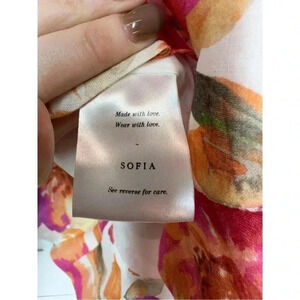 Made with love.
Wear with love.
-
SOFIA
See reverse for care.